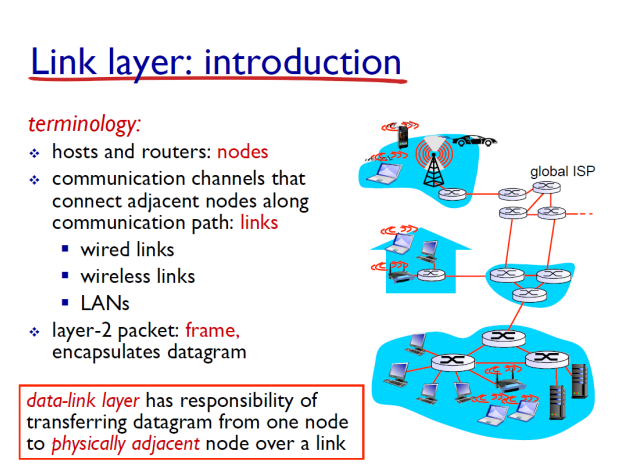 Link layer: introduction
terminology:
hosts and routers: nodes
communication channels that
connect adjacent nodes along
communication path: links
wired links
wireless links
LANs
layer-2 packet: frame,
encapsulates datagram
data-link layer has responsibility of
transferring datagram from one node
to physically adjacent node over a link
global ISP